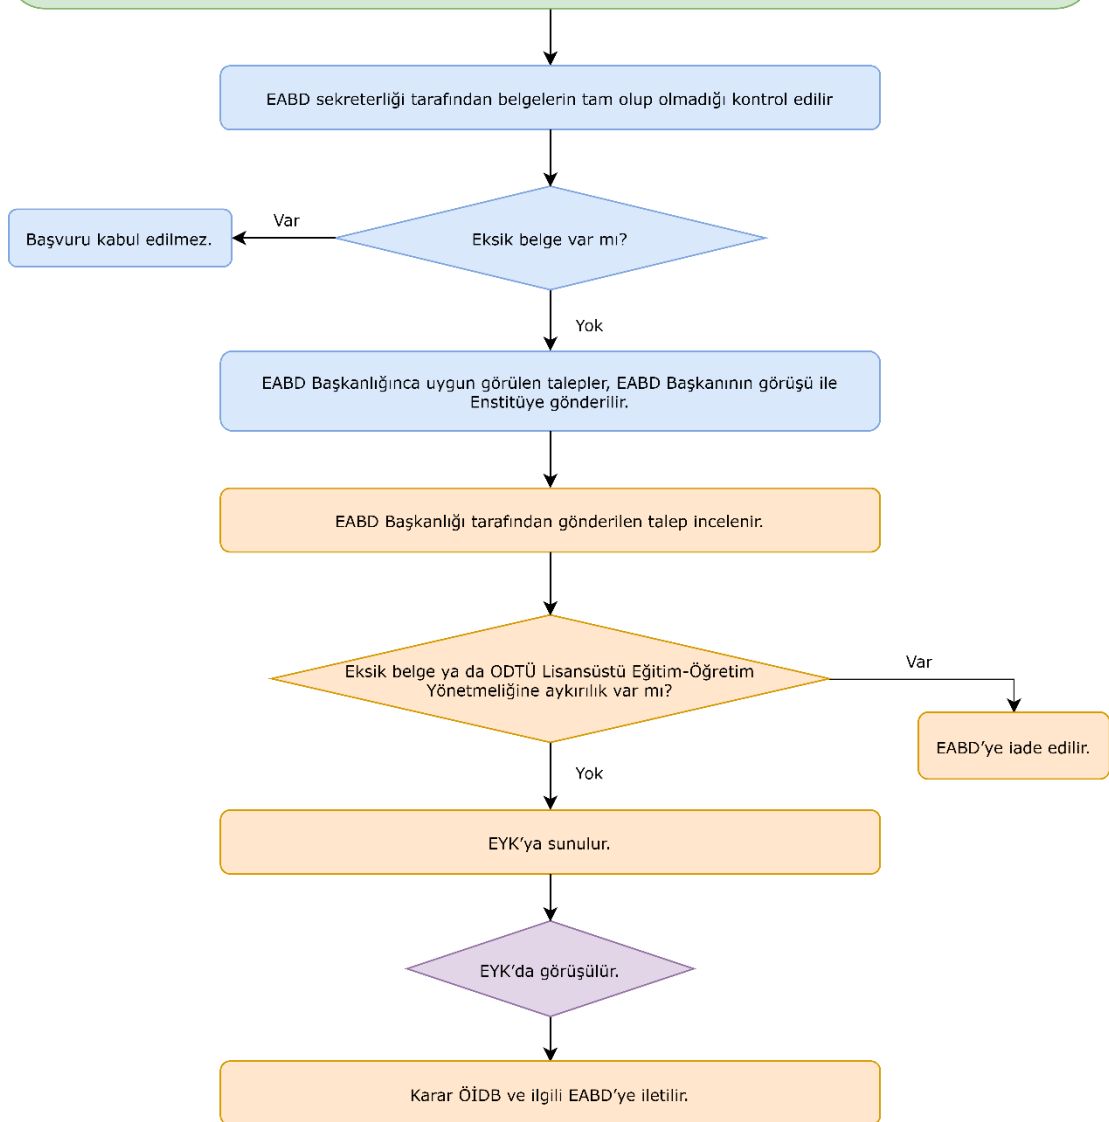 EABD sekreterliği tarafından belgelerin tam olup olmadığı kontrol edilir
Var
Başvuru kabul edilmez.
Eksik belge var mı?
Yok
EABD Başkanlığınca uygun görülen talepler, EABD Başkanının görüşü ile
Enstitüye gönderilir.
EABD Başkanlığı tarafından gönderilen talep incelenir.
Eksik belge ya da ODTÜ Lisansüstü Eğitim-Öğretim
Yönetmeliğine aykırılık var mı?
Var
EABD’ye iade edilir.
Yok
EYK’ya sunulur.
EYK’da görüşülür.
Karar ÖİDB ve ilgili EABD’ye iletilir.